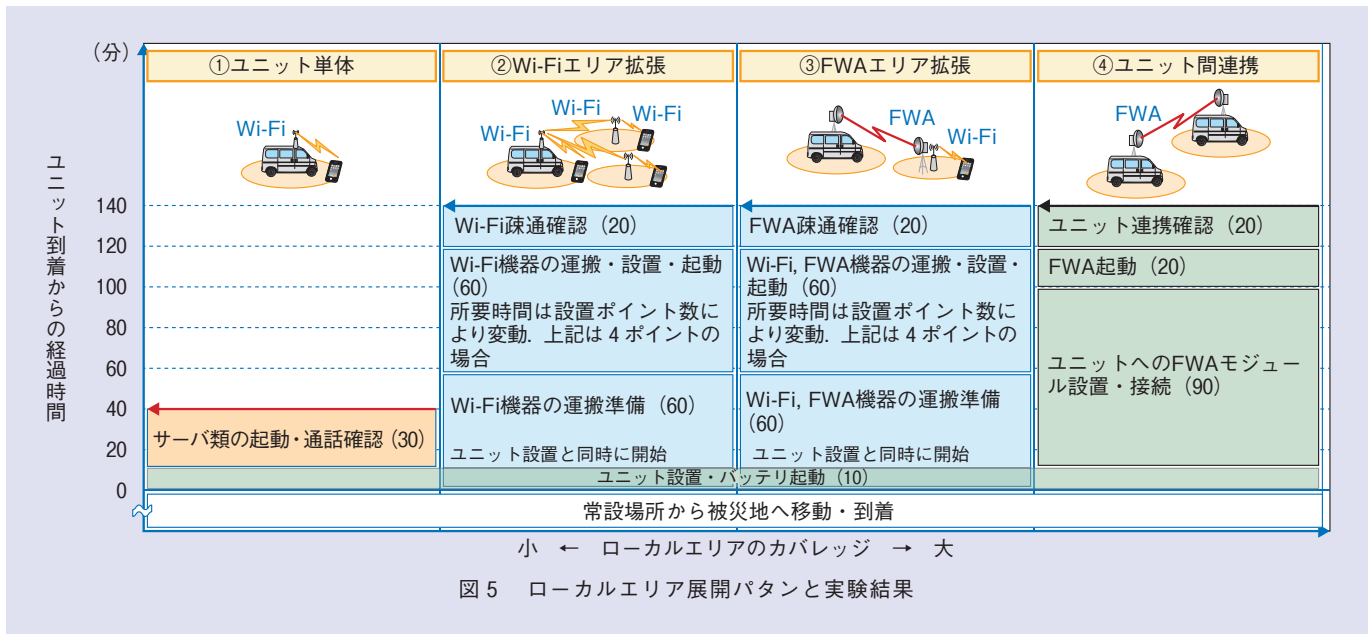 （分）
①ユニット単体
②Wi-Fiエリア拡張
③FWAエリア拡張
④ユニット間連携
Wi-Fi
Wi-Fi
Wi-Fi
Wi-Fi
FWA
Wi-Fi
FWA
ユニット到着からの経過時間
140
120
100
80
60
40
20
0
サーバ類の起動・通話確認（30）
Wi-Fi疎通確認（20）
Wi-Fi機器の運搬・設置・起動
（60）
所要時間は設置ポイント数に
より変動．上記は 4 ポイントの
場合
Wi-Fi機器の運搬準備（60）
ユニット設置と同時に開始
FWA疎通確認（20）
Wi-Fi, FWA機器の運搬・設置・
起動（60）
所要時間は設置ポイント数に
より変動．上記は 4 ポイントの
場合
Wi-Fi, FWA機器の運搬準備
（60）
ユニット設置と同時に開始
ユニット連携確認（20）
FWA起動（20）
ユニットへのFWAモジュー
ル設置・接続（90）
ユニット設置・バッテリ起動（10）
常設場所から被災地へ移動・到着
小 ← ローカルエリアのカバレッジ → 大
図 5 ローカルエリア展開パタンと実験結果